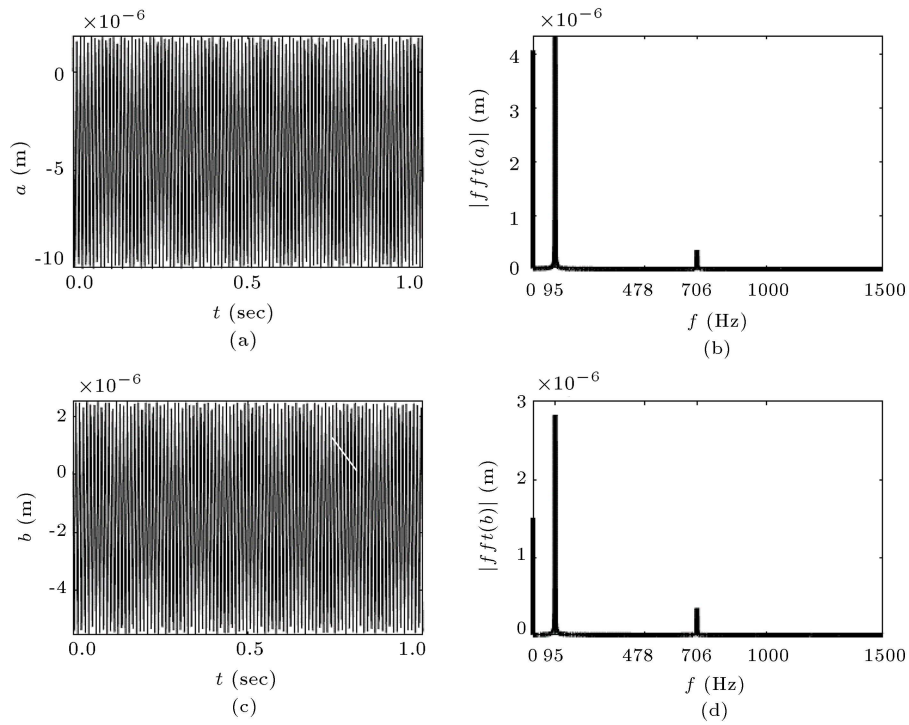 ×10⁻⁶
0
-5
-10
a (m)
0.0 0.5 1.0
t (sec)
(a)
×10⁻⁶
4
3
2
1
0
|fft(a)| (m)
0 95 478 706 1000 1500
f (Hz)
(b)
×10⁻⁶
2
0
-2
-4
b (m)
0.0 0.5 1.0
t (sec)
(c)
×10⁻⁶
3
2
1
0
|fft(b)| (m)
0 95 478 706 1000 1500
f (Hz)
(d)